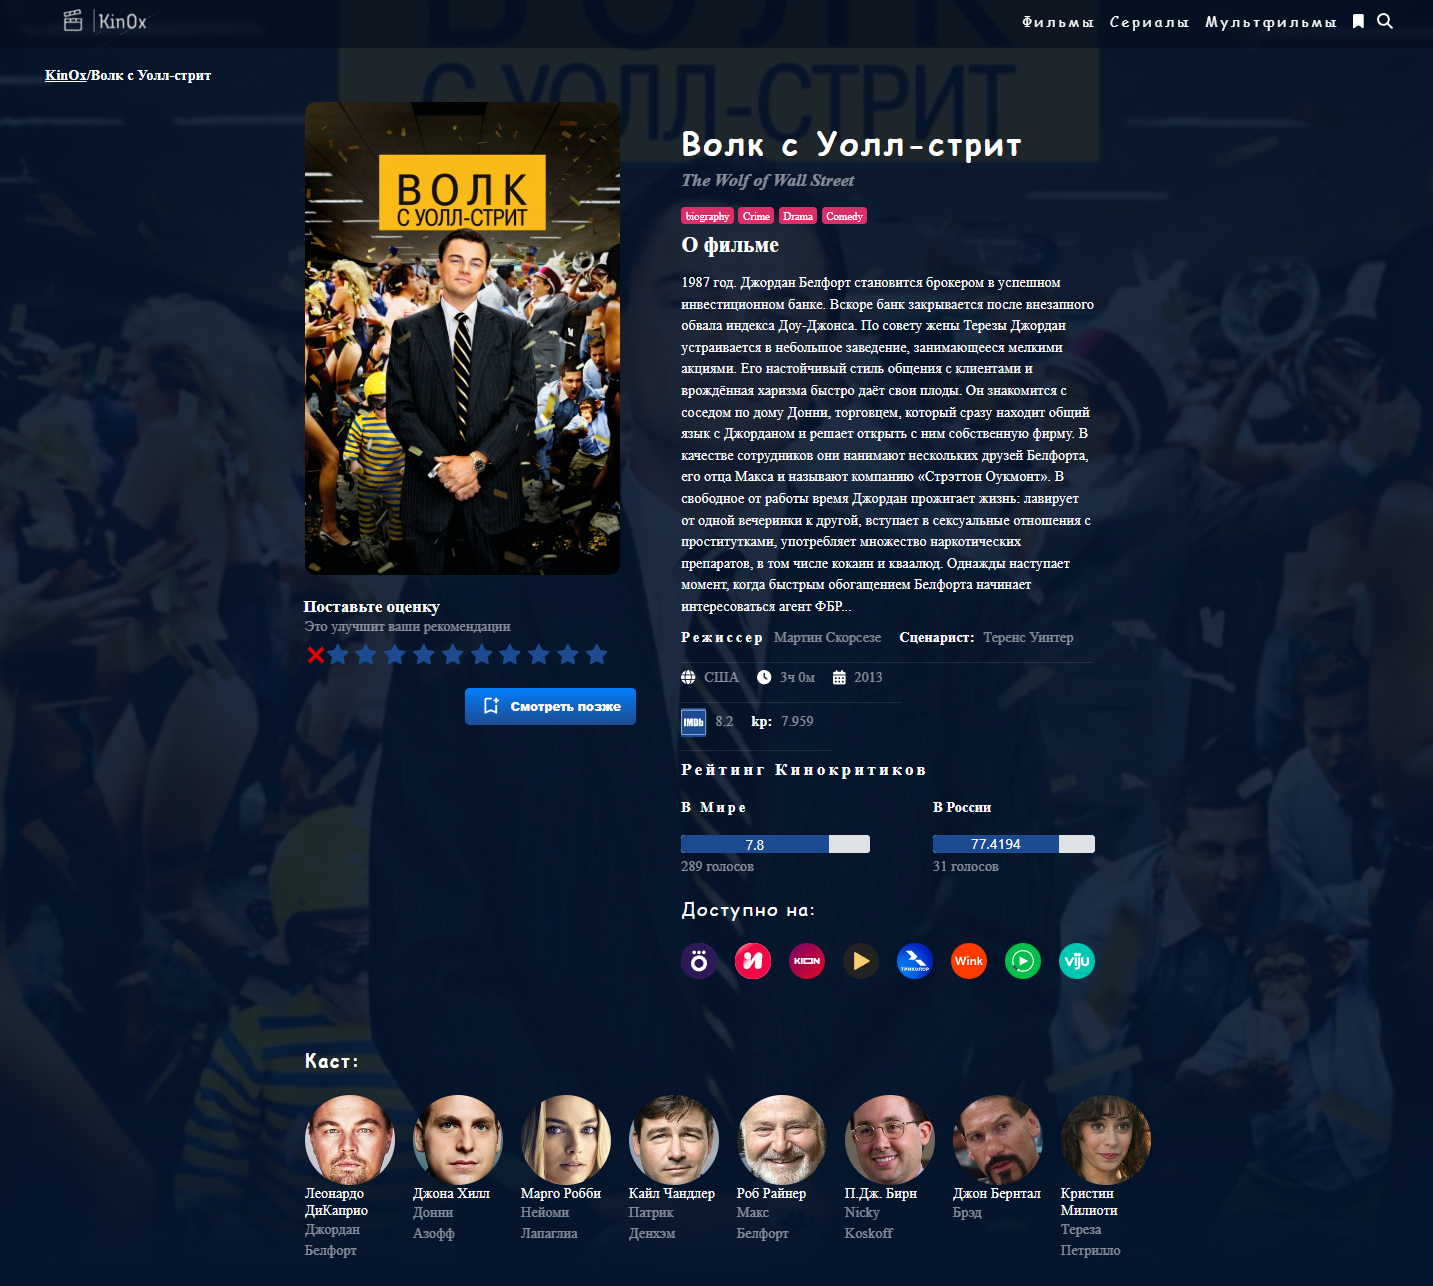 KinOx
Фильмы Сериалы Мультфильмы
KinOx/Волк с Уолл-стрит
ВОЛК
С УОЛЛ-СТРИТ
ВОЛК
С УОЛЛ-СТРИТ
Волк с Уолл-стрит
The Wolf of Wall Street
biography Crime Drama Comedy
О фильме
1987 год. Джордан Белфорт становится брокером в успешном
инвестиционном банке. Вскоре банк закрывается после внезапного
обвала индекса Доу-Джонса. По совету жены Терезы Джордан
устраивается в небольшое заведение, занимающееся мелкими
акциями. Его настойчивый стиль общения с клиентами и
врождённая харизма быстро даёт свои плоды. Он знакомится с
соседом по дому Донни, торговцем, который сразу находит общий
язык с Джорданом и решает открыть с ним собственную фирму. В
качестве сотрудников они нанимают нескольких друзей Белфорта,
его отца Макса и называют компанию «Стрэттон Оукмонт». В
свободное от работы время Джордан прожигает жизнь: лавирует
от одной вечеринки к другой, вступает в сексуальные отношения с
проститутками, употребляет множество наркотических
препаратов, в том числе кокаин и кваалюд. Однажды наступает
момент, когда быстрым обогащением Белфорта начинает
интересоваться агент ФБР...
Поставьте оценку
Это улучшит ваши рекомендации
Смотреть позже
Режиссер Мартин Скорсезе Сценарист: Теренс Уинтер
США 3ч 0м 2013
IMDb 8.2 kp: 7.959
Рейтинг Кинокритиков
В Мире В России
7.8 77.4194
289 голосов 31 голосов
Доступно на:
KION ТРИКОЛОР Wink viju
Каст:
Леонардо ДиКаприо
Джордан Белфорт
Джона Хилл
Донни Азофф
Марго Робби
Нейоми Лапаглиа
Кайл Чандлер
Патрик Денхэм
Роб Райнер
Макс Белфорт
П.Дж. Бирн
Nicky Koskoff
Джон Бернтал
Брэд
Кристин Милиоти
Тереза Петрилло